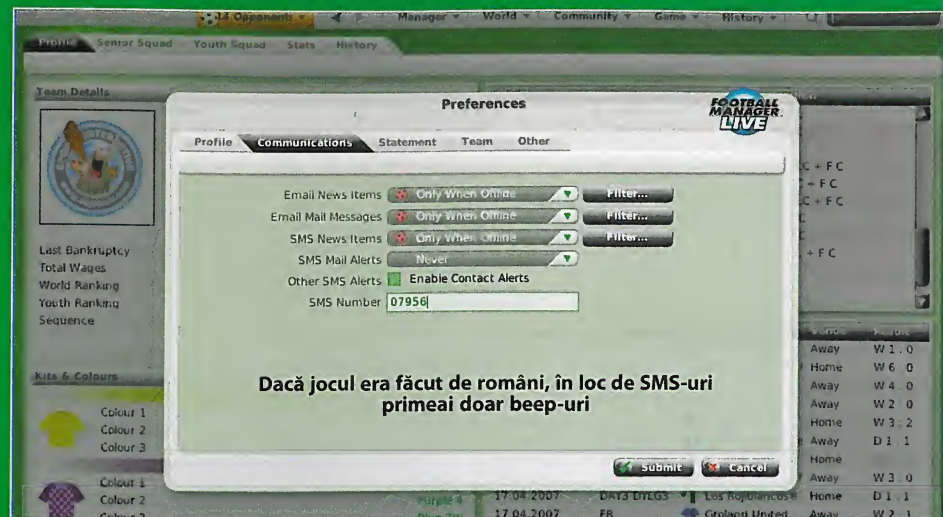 14 Opponents Manager World Community Game History
Profile Senior Squad Youth Squad Stats History
Team Details
Preferences
FOOTBALL
MANAGER
LIVE
Profile Communications Statement Team Other
Email News Items Only When Offline Filter...
Email Mail Messages Only When Offline Filter...
SMS News Items Only When Offline Filter...
SMS Mail Alerts Never
Other SMS Alerts Enable Contact Alerts
SMS Number 07956
C + F C
+ F C
C + F C
+ F C
Last Bankruptcy
Total Wages
World Ranking
Youth Ranking
Sequence
Kits & Colours
Colour 1
Colour 2
Colour 3
Colour 1
Colour 2
Dacă jocul era făcut de români, în loc de SMS-uri
primeai doar beep-uri
Submit Cancel
Away W 1 : 0
Home W 6 0
Away W 4 0
Away W 2 0
Home W 3 : 2
Away D 1 : 1
Home
Away W 3 . 0
Purple 4 17.04.2007 Los Rojiblancos Home D 1 : 1
17.04.2007 FR Groland United Away W 2 : 1